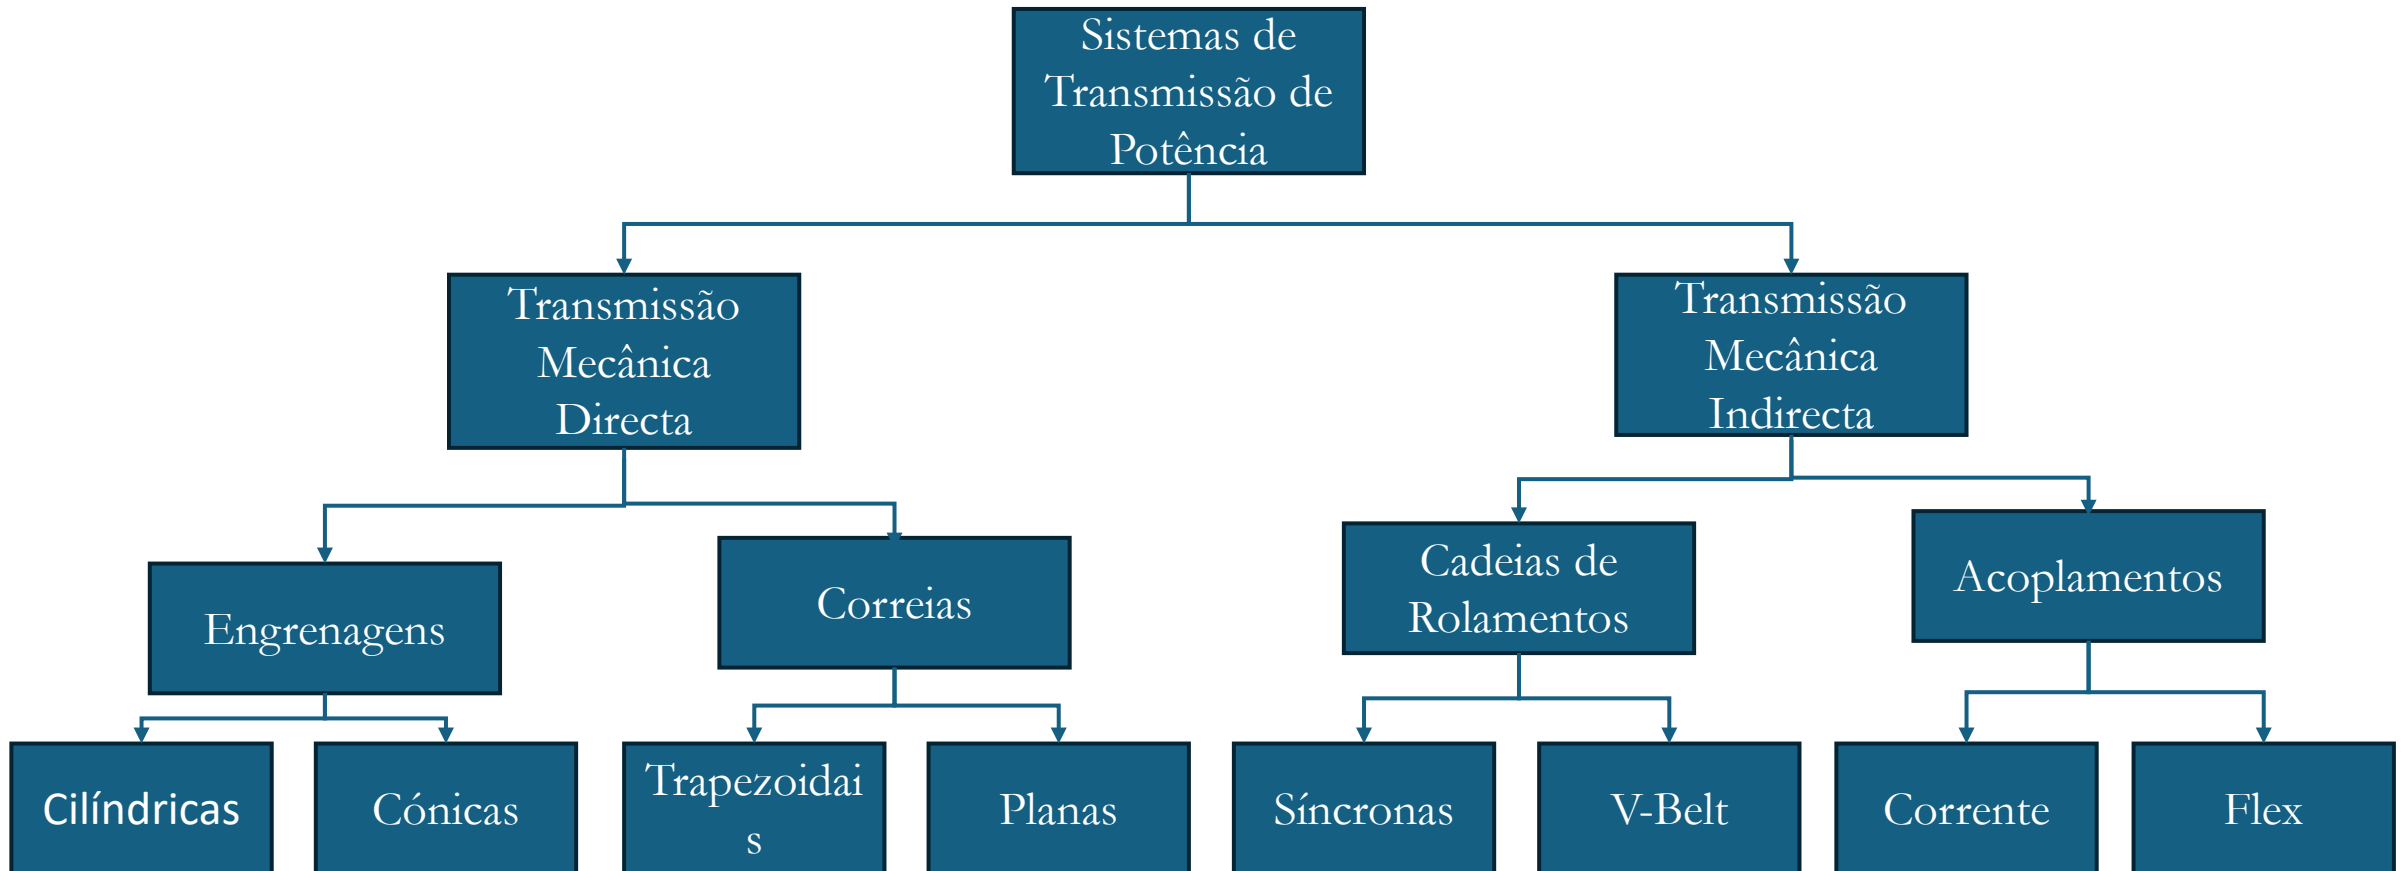 Sistemas de
Transmissão de
Potência
Transmissão
Mecânica
Directa
Transmissão
Mecânica
Indirecta
Engrenagens
Correias
Cadeias de
Rolamentos
Acoplamentos
Cilíndricas
Cónicas
Trapezoidai
s
Planas
Síncronas
V-Belt
Corrente
Flex